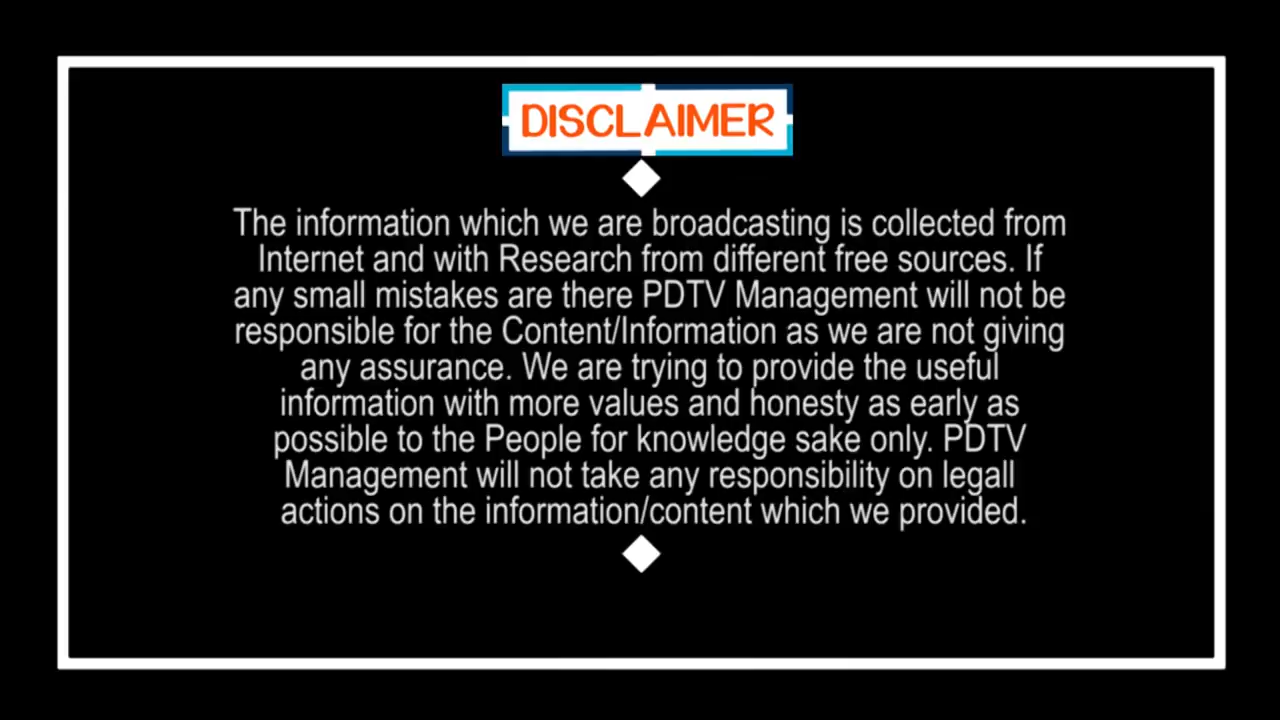 DISCLAIMER
The information which we are broadcasting is collected from
Internet and with Research from different free sources. If
any small mistakes are there PDTV Management will not be
responsible for the Content/Information as we are not giving
any assurance. We are trying to provide the useful
information with more values and honesty as early as
possible to the People for knowledge sake only. PDTV
Management will not take any responsibility on legall
actions on the information/content which we provided.